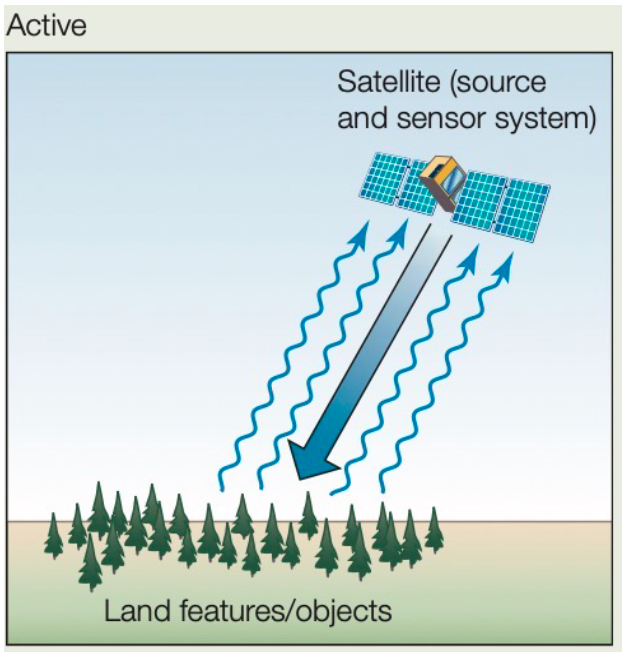 Active
Satellite (source
and sensor system)
Land features/objects